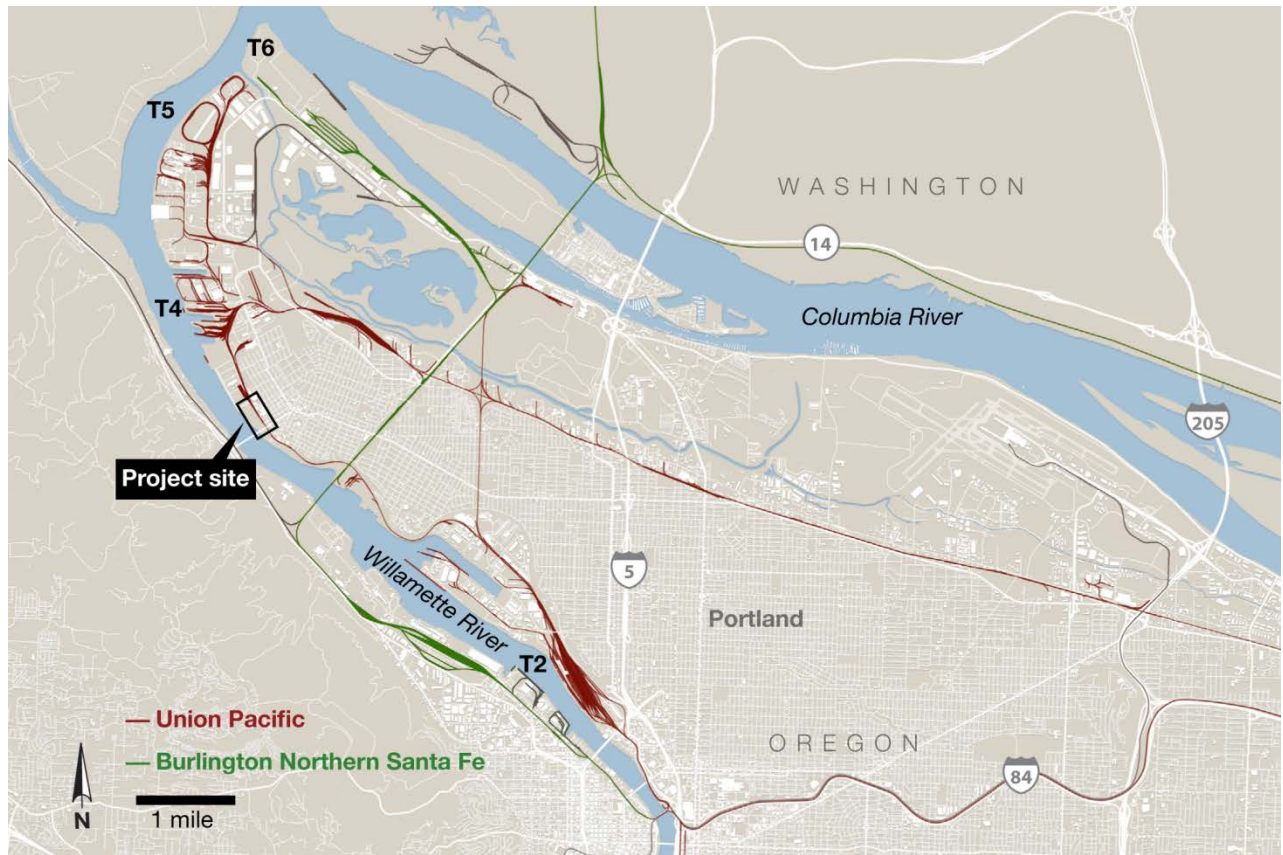 T6
T5
WASHINGTON
14
Columbia River
T4
205
Project site
5
Willamette River
Portland
T2
— Union Pacific
OREGON
— Burlington Northern Santa Fe
84
N
1 mile